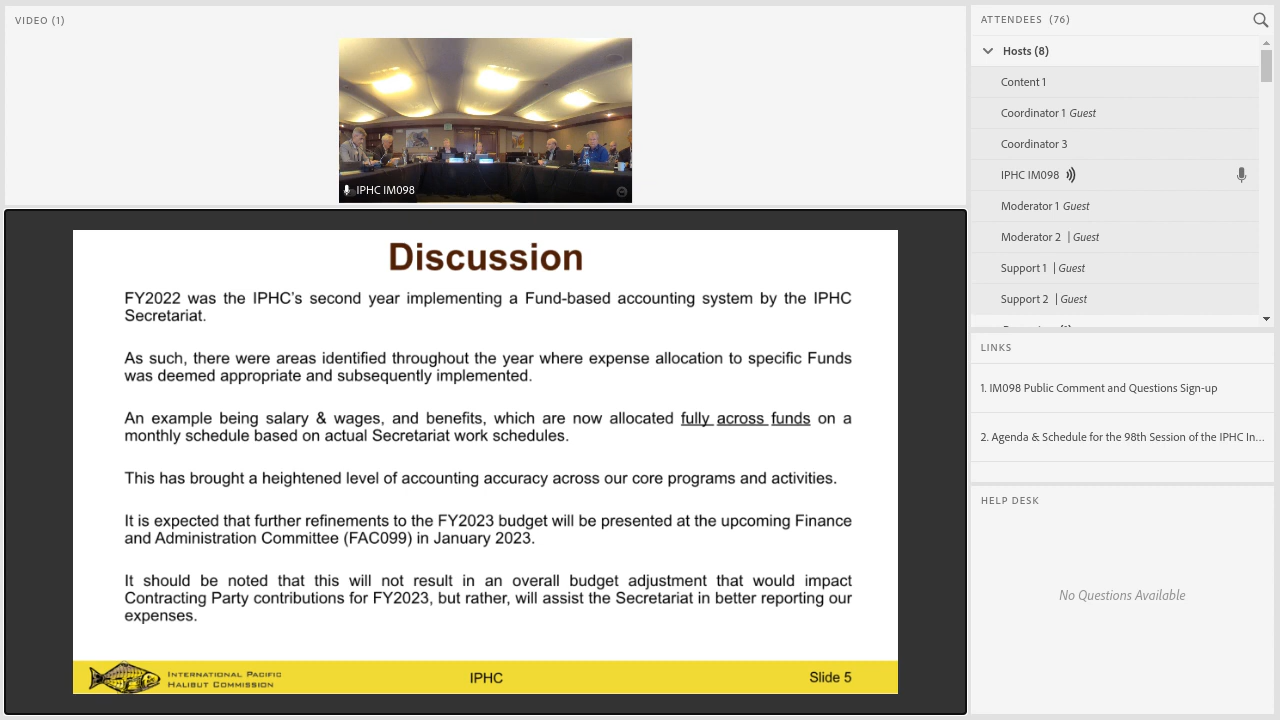 VIDEO (1)
IPHC IM098
Discussion
FY2022 was the IPHC's second year implementing a Fund-based accounting system by the IPHC
Secretariat.
As such, there were areas identified throughout the year where expense allocation to specific Funds
was deemed appropriate and subsequently implemented.
An example being salary & wages, and benefits, which are now allocated fully across funds on a
monthly schedule based on actual Secretariat work schedules.
This has brought a heightened level of accounting accuracy across our core programs and activities.
It is expected that further refinements to the FY2023 budget will be presented at the upcoming Finance
and Administration Committee (FAC099) in January 2023.
It should be noted that this will not result in an overall budget adjustment that would impact
Contracting Party contributions for FY2023, but rather, will assist the Secretariat in better reporting our
expenses.
INTERNATIONAL PACIFIC
HALIBUT COMMISSION
IPHC
Slide 5
ATTENDEES (76)
Hosts (8)
Content 1
Coordinator 1 Guest
Coordinator 3
IPHC IM098
Moderator 1 Guest
Moderator 2 | Guest
Support 1 | Guest
Support 2 | Guest
LINKS
1. IM098 Public Comment and Questions Sign-up
2. Agenda & Schedule for the 98th Session of the IPHC In...
HELP DESK
No Questions Available